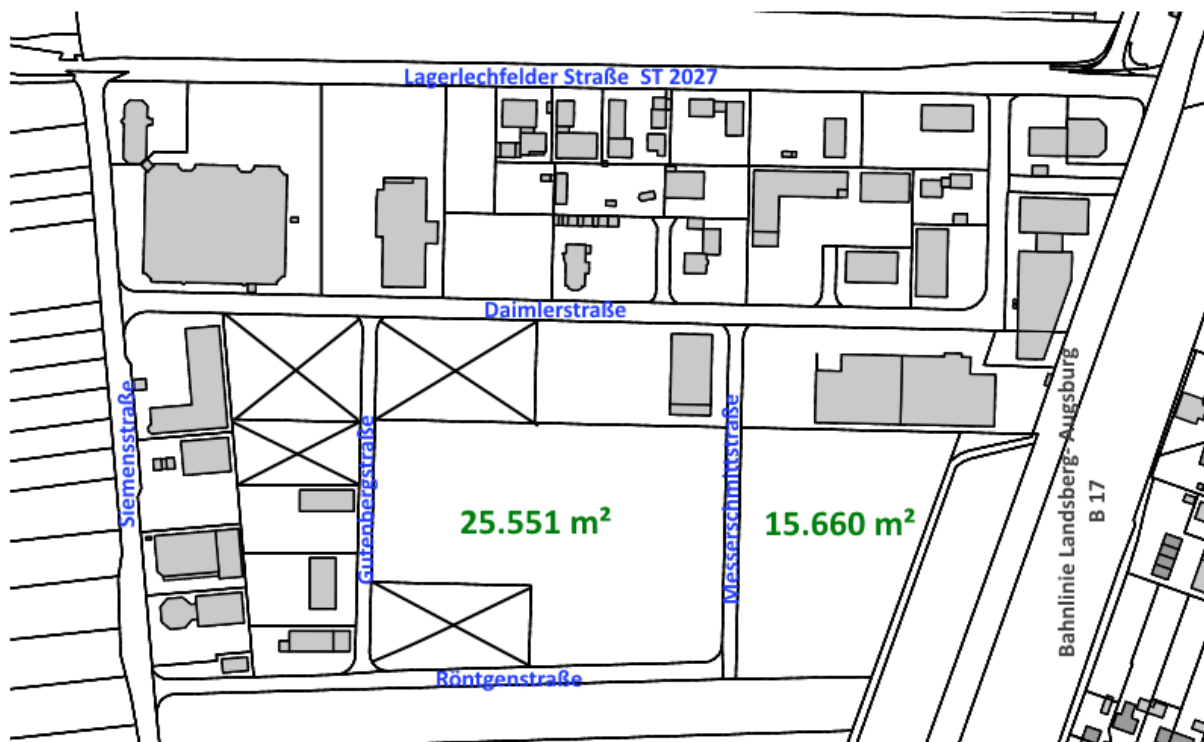 Lagerlechfelder Straße ST 2027
Daimlerstraße
Siemensstraße
Gutenbergstraße
Messerschmittstraße
25.551 m²
15.660 m²
Bahnlinie Landsberg- Augsburg
B 17
Röntgenstraße